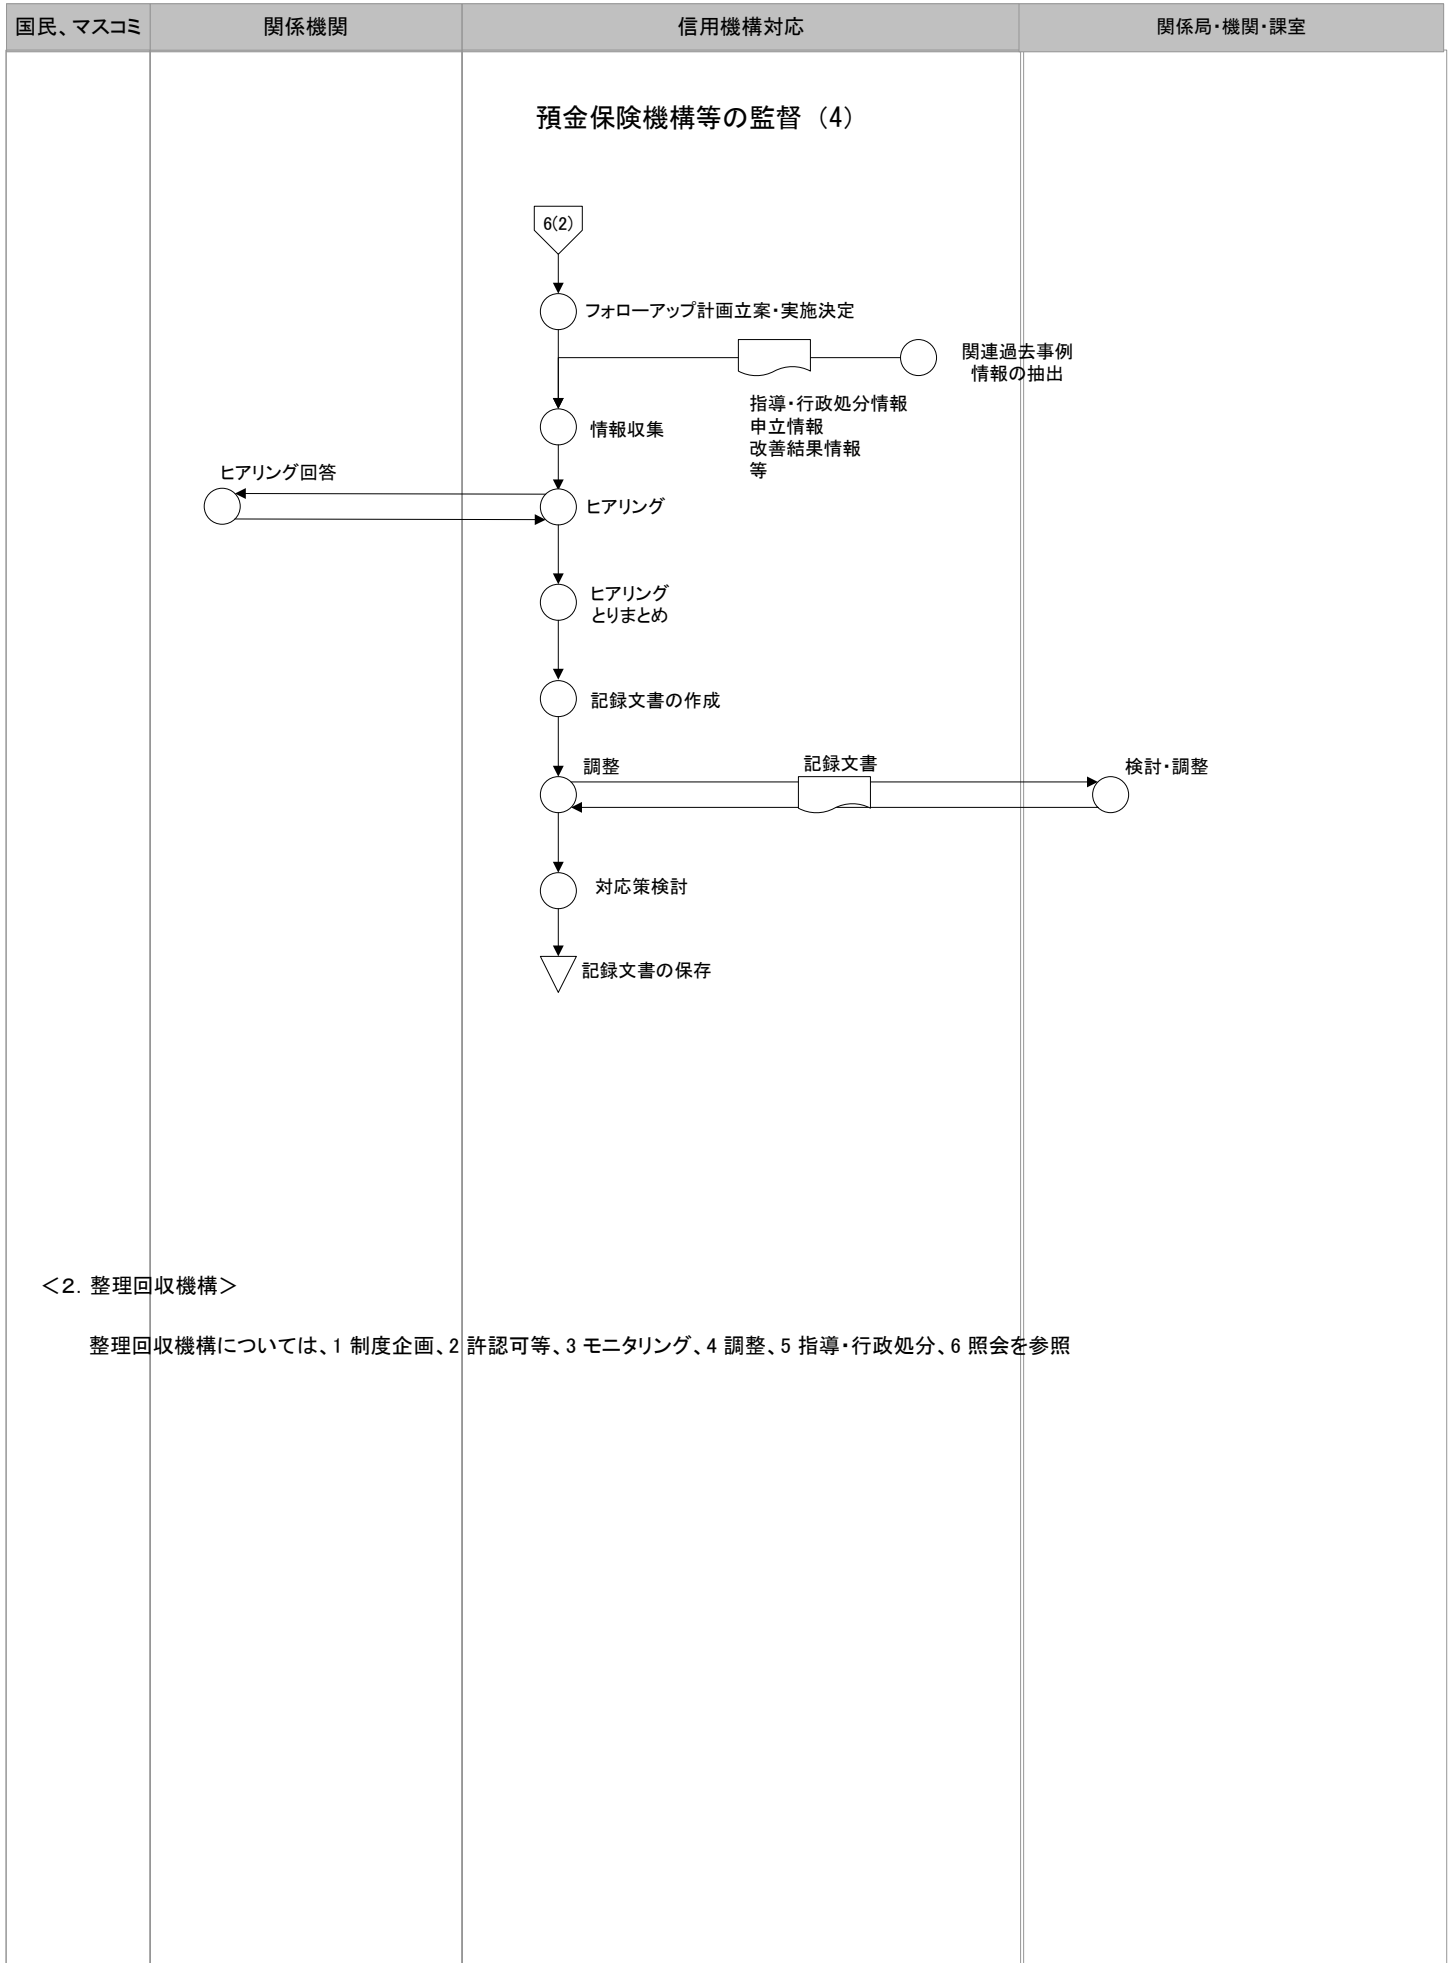 国民、マスコミ
関係機関
信用機構対応
関係局・機関・課室
預金保険機構等の監督（4）
6(2)
フォローアップ計画立案・実施決定
関連過去事例
情報の抽出
指導・行政処分情報
申立情報
改善結果情報
等
情報収集
ヒアリング回答
ヒアリング
ヒアリング
とりまとめ
記録文書の作成
調整
記録文書
検討・調整
対応策検討
記録文書の保存
＜２．整理回収機構＞
整理回収機構については、1 制度企画、2 許認可等、3 モニタリング、4 調整、5 指導・行政処分、6 照会を参照